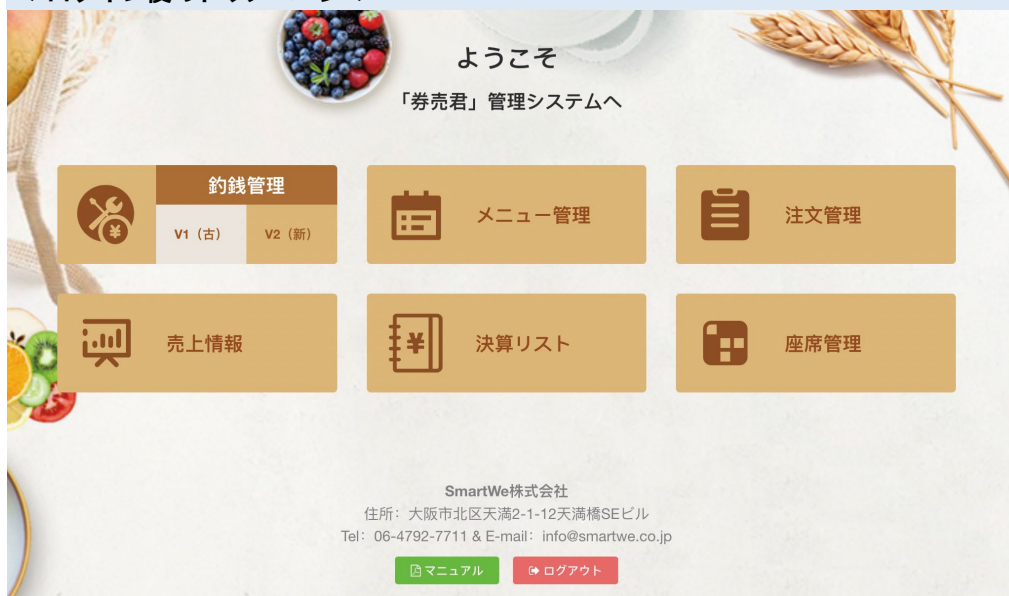 ようこそ
「券売君」管理システムへ
釣銭管理
V1（古）
V2（新）
メニュー管理
注文管理
売上情報
決算リスト
座席管理
SmartWe株式会社
住所：大阪市北区天満2-1-12天満橋SEビル
Tel：06-4792-7711 & E-mail：info@smartwe.co.jp
マニュアル
ログアウト